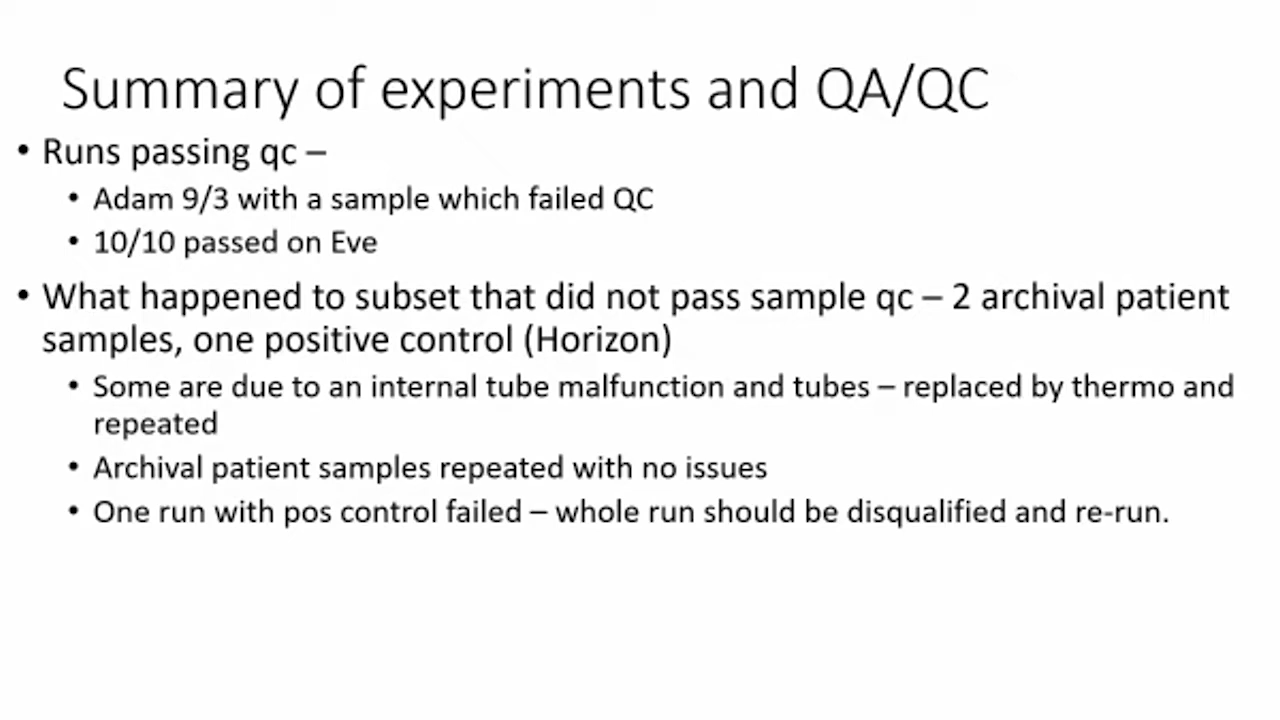 Summary of experiments and QA/QC
• Runs passing qc –
• Adam 9/3 with a sample which failed QC
• 10/10 passed on Eve
• What happened to subset that did not pass sample qc – 2 archival patient
samples, one positive control (Horizon)
• Some are due to an internal tube malfunction and tubes – replaced by thermo and
repeated
• Archival patient samples repeated with no issues
• One run with pos control failed – whole run should be disqualified and re-run.